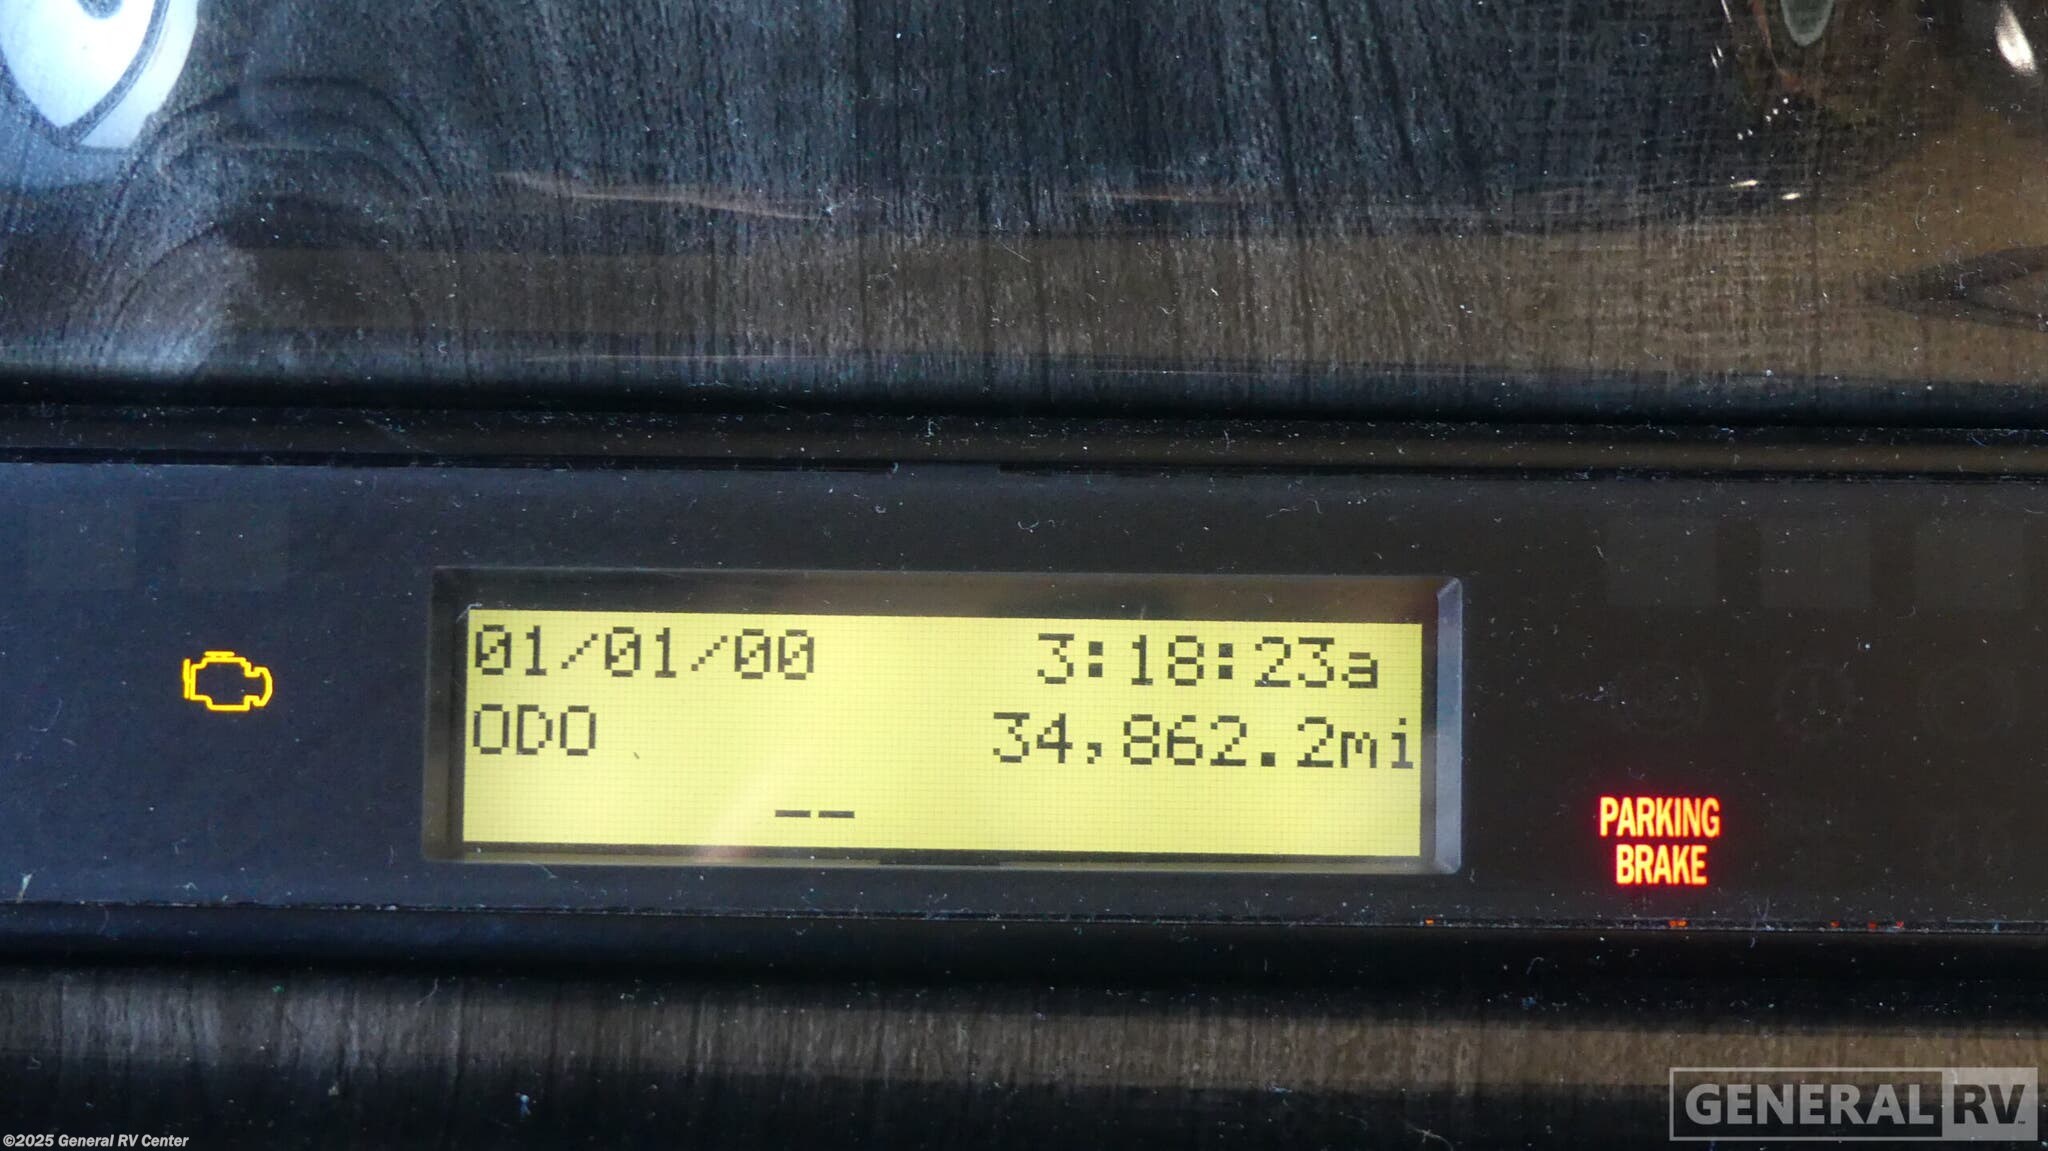 01/01/00 3:18:23a
ODO 34,862.2mi
--
PARKING
BRAKE
GENERAL RV
©2025 General RV Center